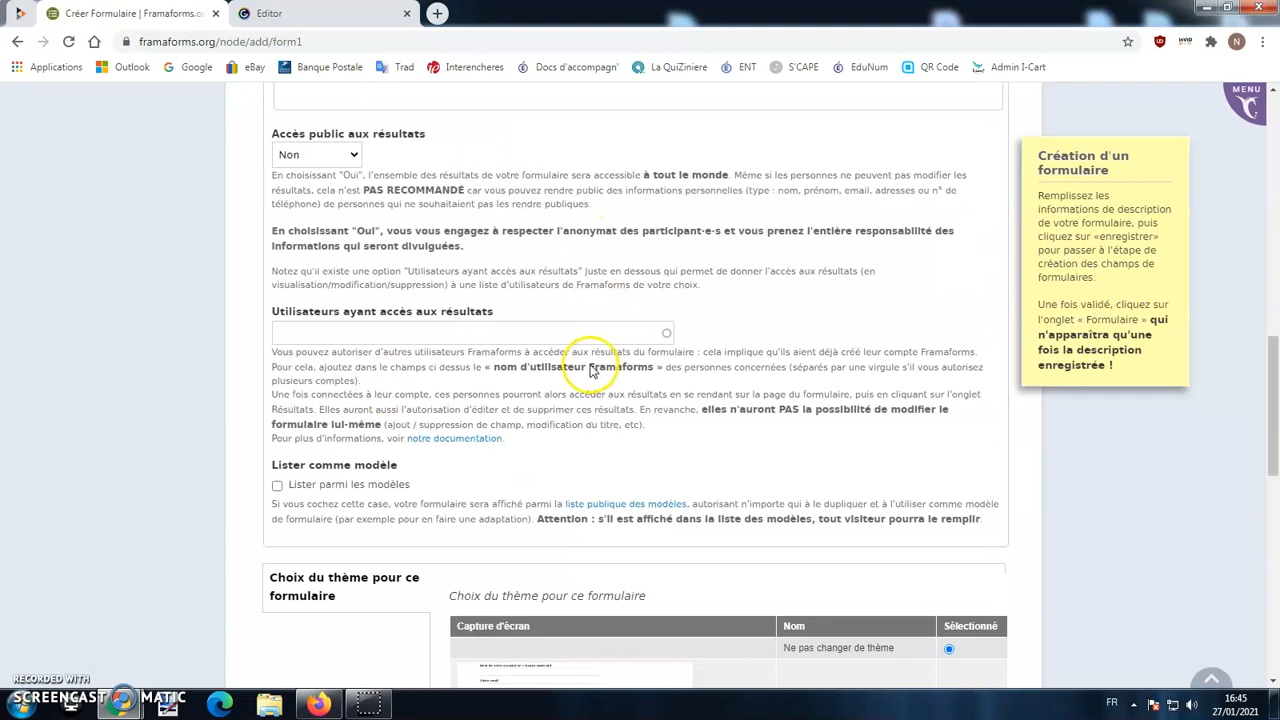 Créer Formulaire | Framaforms.o
Editor
framaforms.org/node/add/form1
N
Applications
Outlook
Google
eBay
Banque Postale
Trad
Interencheres
Docs d'accompagn'
La QuiZiniere
ENT
S'CAPE
EduNum
QR Code
Admin I-Cart
MENU
Accès public aux résultats
Non
En choisissant "Oui", l'ensemble des résultats de votre formulaire sera accessible à tout le monde. Même si les personnes ne peuvent pas modifier les
résultats, cela n'est PAS RECOMMANDÉ car vous pouvez rendre public des informations personnelles (type : nom, prénom, email, adresses ou n° de
téléphone) de personnes qui ne souhaitaient pas les rendre publiques.
En choisissant "Oui", vous vous engagez à respecter l'anonymat des participant·e·s et vous prenez l'entière responsabilité des
informations qui seront divulguées.
Notez qu'il existe une option "Utilisateurs ayant accès aux résultats" juste en dessous qui permet de donner l'accès aux résultats (en
visualisation/modification/suppression) à une liste d'utilisateurs de Framaforms de votre choix.
Utilisateurs ayant accès aux résultats
Vous pouvez autoriser d'autres utilisateurs Framaforms à accéder aux résultats du formulaire : cela implique qu'ils aient déjà créé leur compte Framaforms.
Pour cela, ajoutez dans le champs ci dessus le « nom d'utilisateur Framaforms » des personnes concernées (séparés par une virgule s'il vous autorisez
plusieurs comptes).
Une fois connectées à leur compte, ces personnes pourront alors accéder aux résultats en se rendant sur la page du formulaire, puis en cliquant sur l'onglet
Résultats. Elles auront aussi l'autorisation d'éditer et de supprimer ces résultats. En revanche, elles n'auront PAS la possibilité de modifier le
formulaire lui-même (ajout / suppression de champ, modification du titre, etc).
Pour plus d'informations, voir notre documentation.
Lister comme modèle
Lister parmi les modèles
Si vous cochez cette case, votre formulaire sera affiché parmi la liste publique des modèles, autorisant n'importe qui à le dupliquer et à l'utiliser comme modèle
de formulaire (par exemple pour en faire une adaptation). Attention : s'il est affiché dans la liste des modèles, tout visiteur pourra le remplir.
Création d'un
formulaire
Remplissez les
informations de description
de votre formulaire, puis
cliquez sur «enregistrer»
pour passer à l'étape de
création des champs de
formulaires.
Une fois validé, cliquez sur
l'onglet « Formulaire » qui
n'apparaîtra qu'une
fois la description
enregistrée !
Choix du thème pour ce
formulaire
Choix du thème pour ce formulaire
Capture d'écran
Nom
Sélectionné
Ne pas changer de thème
RECORDED WITH
SCREENCAST MATIC
FR
16:45
27/01/2021